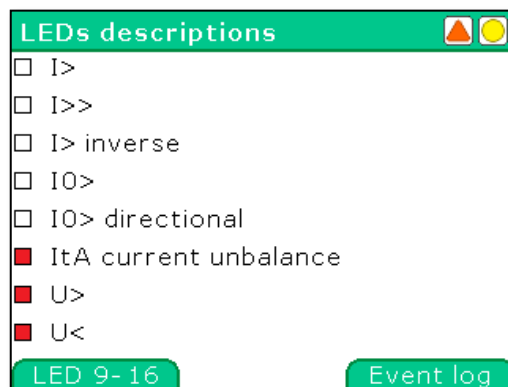 LEDs descriptions
I>
I>>
I> inverse
I0>
I0> directional
ItA current unbalance
U>
U<
LED 9-16
Event log